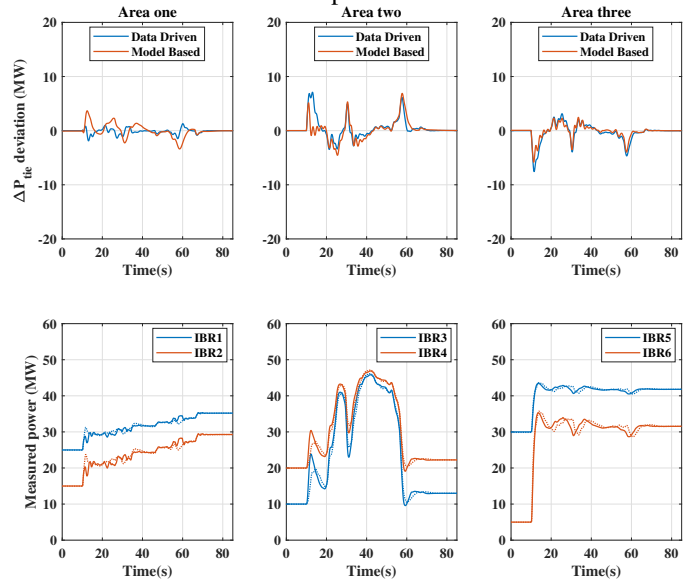 Area one
Area two
Area three
Data Driven
Model Based
Data Driven
Model Based
Data Driven
Model Based
ΔP_tie deviation (MW)
20
10
0
-10
-20
20
10
0
-10
-20
20
10
0
-10
-20
0 20 40 60 80
0 20 40 60 80
0 20 40 60 80
Time(s)
Time(s)
Time(s)
IBR1
IBR2
IBR3
IBR4
IBR5
IBR6
Measured power (MW)
60
50
40
30
20
10
0
60
50
40
30
20
10
0
60
50
40
30
20
10
0
0 20 40 60 80
0 20 40 60 80
0 20 40 60 80
Time(s)
Time(s)
Time(s)